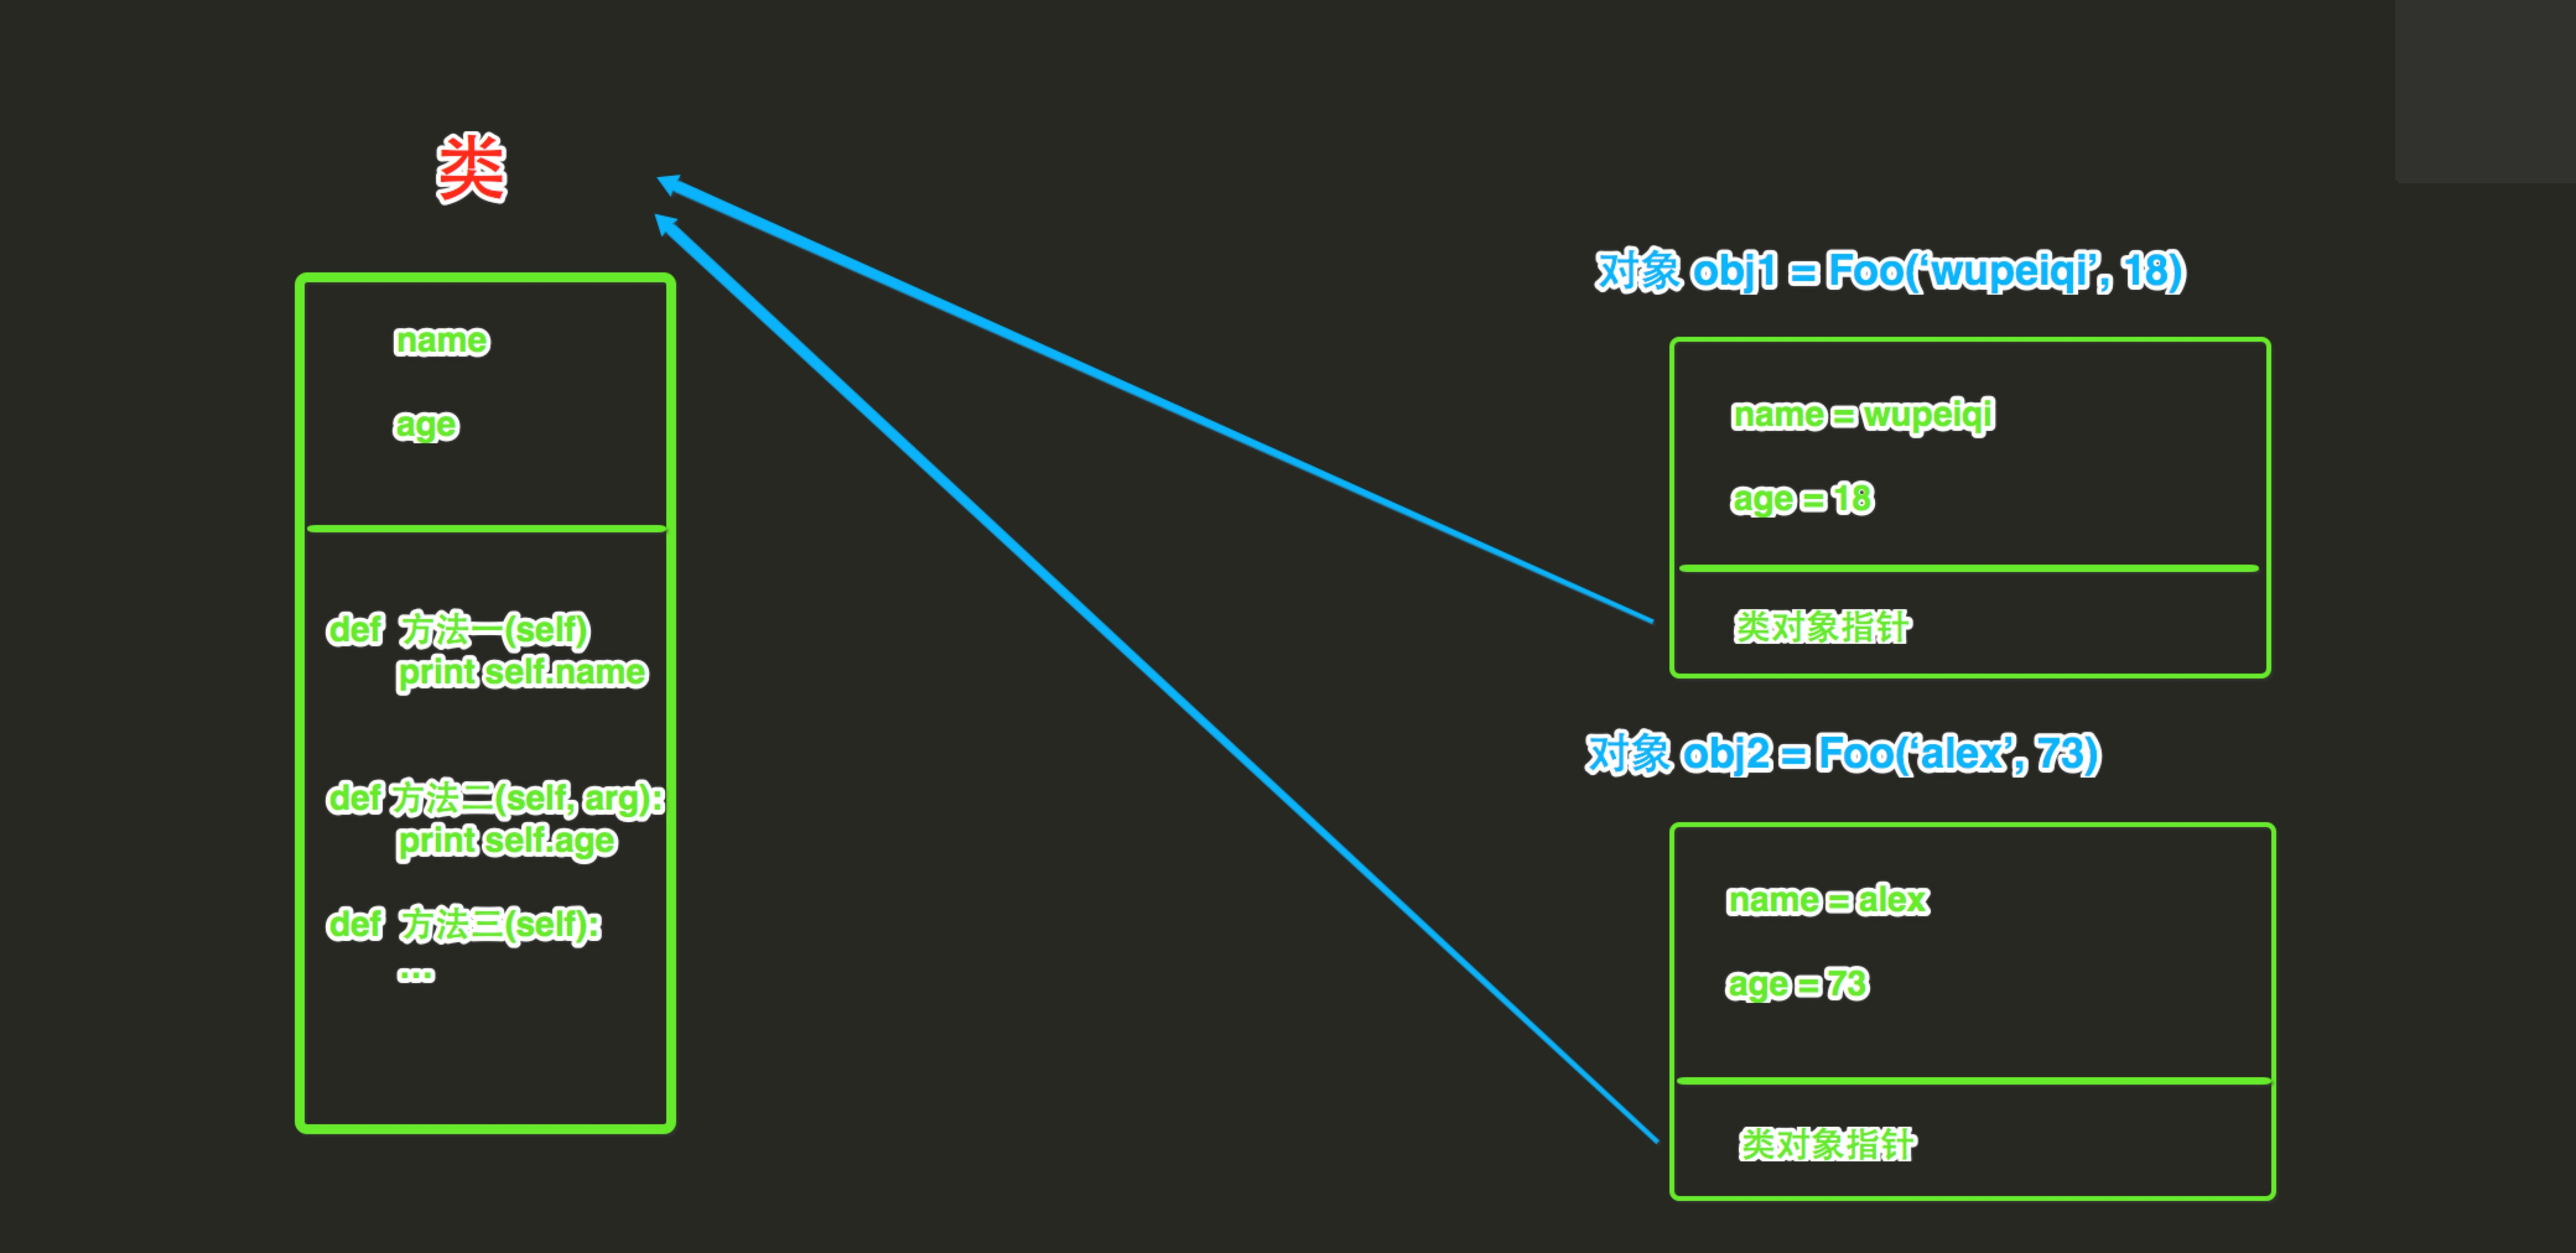 类
name
age
def 方法一(self)
print self.name
def 方法二(self, arg):
print self.age
def 方法三(self):
...
对象 obj1 = Foo(‘wupeiqi’, 18)
name = wupeiqi
age = 18
类对象指针
对象 obj2 = Foo(‘alex’, 73)
name = alex
age = 73
类对象指针